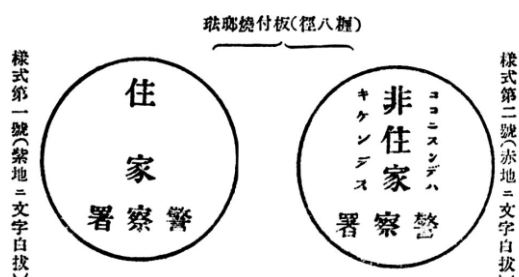 琺瑯燒付板(徑八糎)
樣式第二號(赤地ニ文字白拔)
ココニスンデハ
非住家
キケンデス
警察署
住家
警察署
樣式第一號(紫地ニ文字白拔)